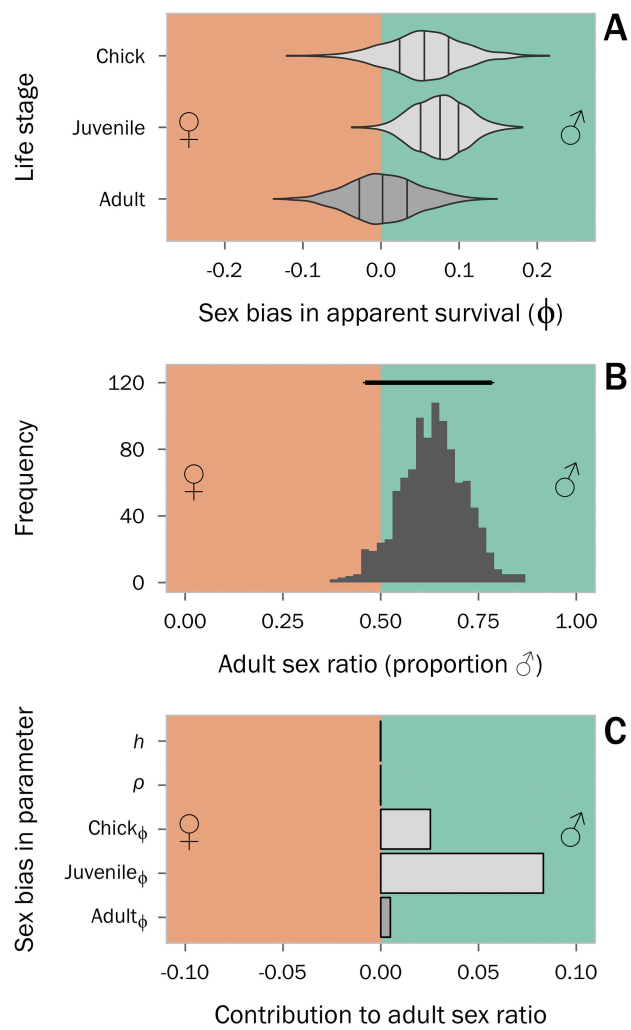 A
Life stage
Chick
Juvenile
Adult
♀
♂
-0.2 -0.1 0.0 0.1 0.2
Sex bias in apparent survival (ϕ)
B
Frequency
120
80
40
0
♀
♂
0.00 0.25 0.50 0.75 1.00
Adult sex ratio (proportion ♂)
C
Sex bias in parameter
h
ρ
Chickϕ
Juvenileϕ
Adultϕ
♀
♂
-0.10 -0.05 0.00 0.05 0.10
Contribution to adult sex ratio